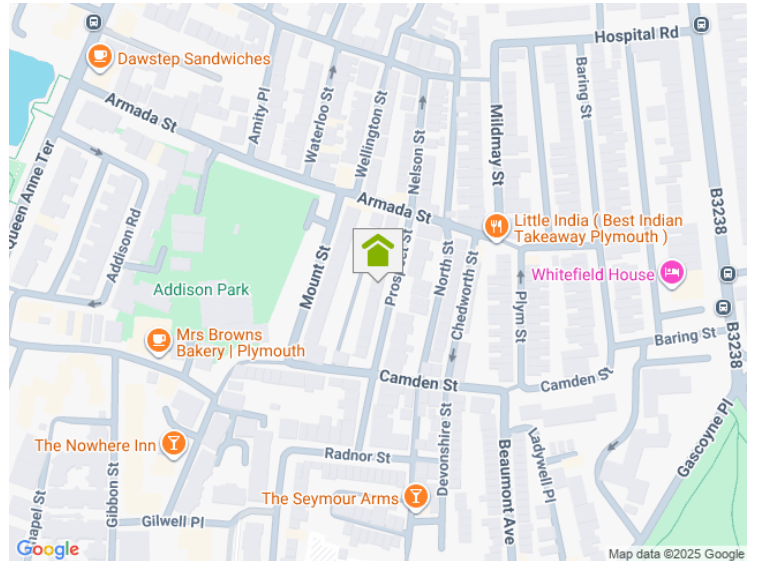 Hospital Rd
Dawstep Sandwiches
Armada St
Amity Pl
Waterloo St
Wellington St
Nelson St
Mildmay St
Baring St
B3238
Queen Anne Ter
Addison Rd
Armada St
Little India ( Best Indian
Takeaway Plymouth )
Whitefield House
Addison Park
Mount St
Prospect St
North St
Chedworth St
Plym St
Baring St
B3238
Mrs Browns
Bakery | Plymouth
Camden St
Camden St
The Nowhere Inn
Radnor St
Devonshire St
Beaumont Ave
Ladywell Pl
Gascoyne Pl
The Seymour Arms
Gibbon St
Gilwell Pl
Google
Map data ©2025 Google